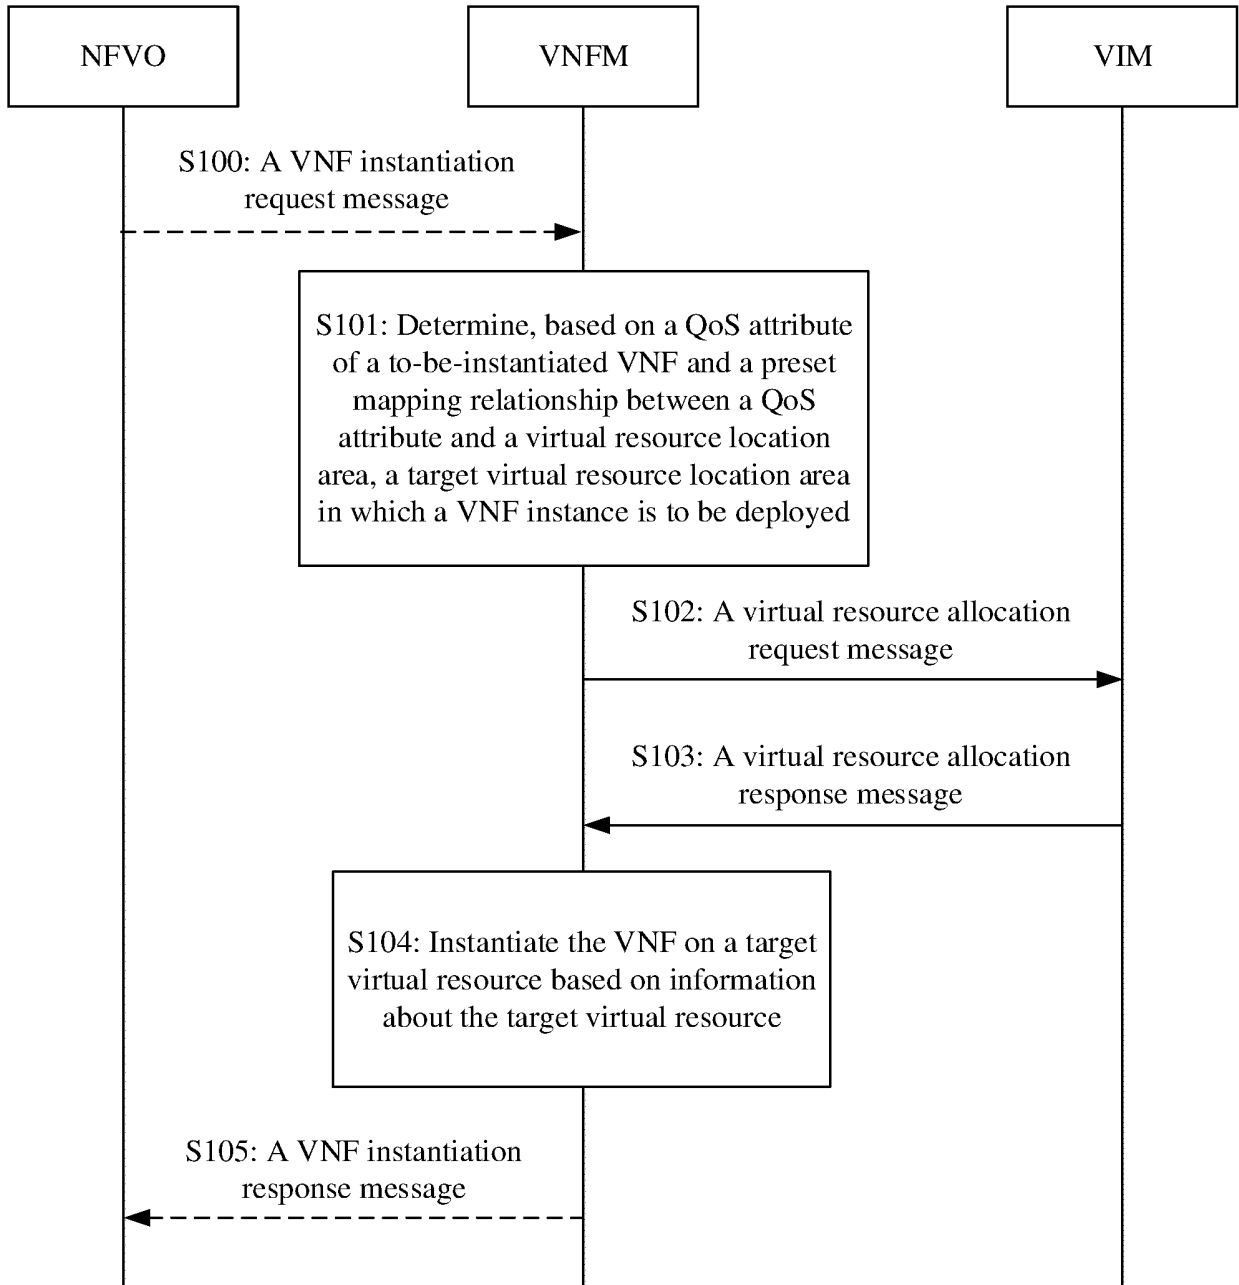 NFVO
VNFM
VIM
S100: A VNF instantiation
request message
S101: Determine, based on a QoS attribute
of a to-be-instantiated VNF and a preset
mapping relationship between a QoS
attribute and a virtual resource location
area, a target virtual resource location area
in which a VNF instance is to be deployed
S102: A virtual resource allocation
request message
S103: A virtual resource allocation
response message
S104: Instantiate the VNF on a target
virtual resource based on information
about the target virtual resource
S105: A VNF instantiation
response message